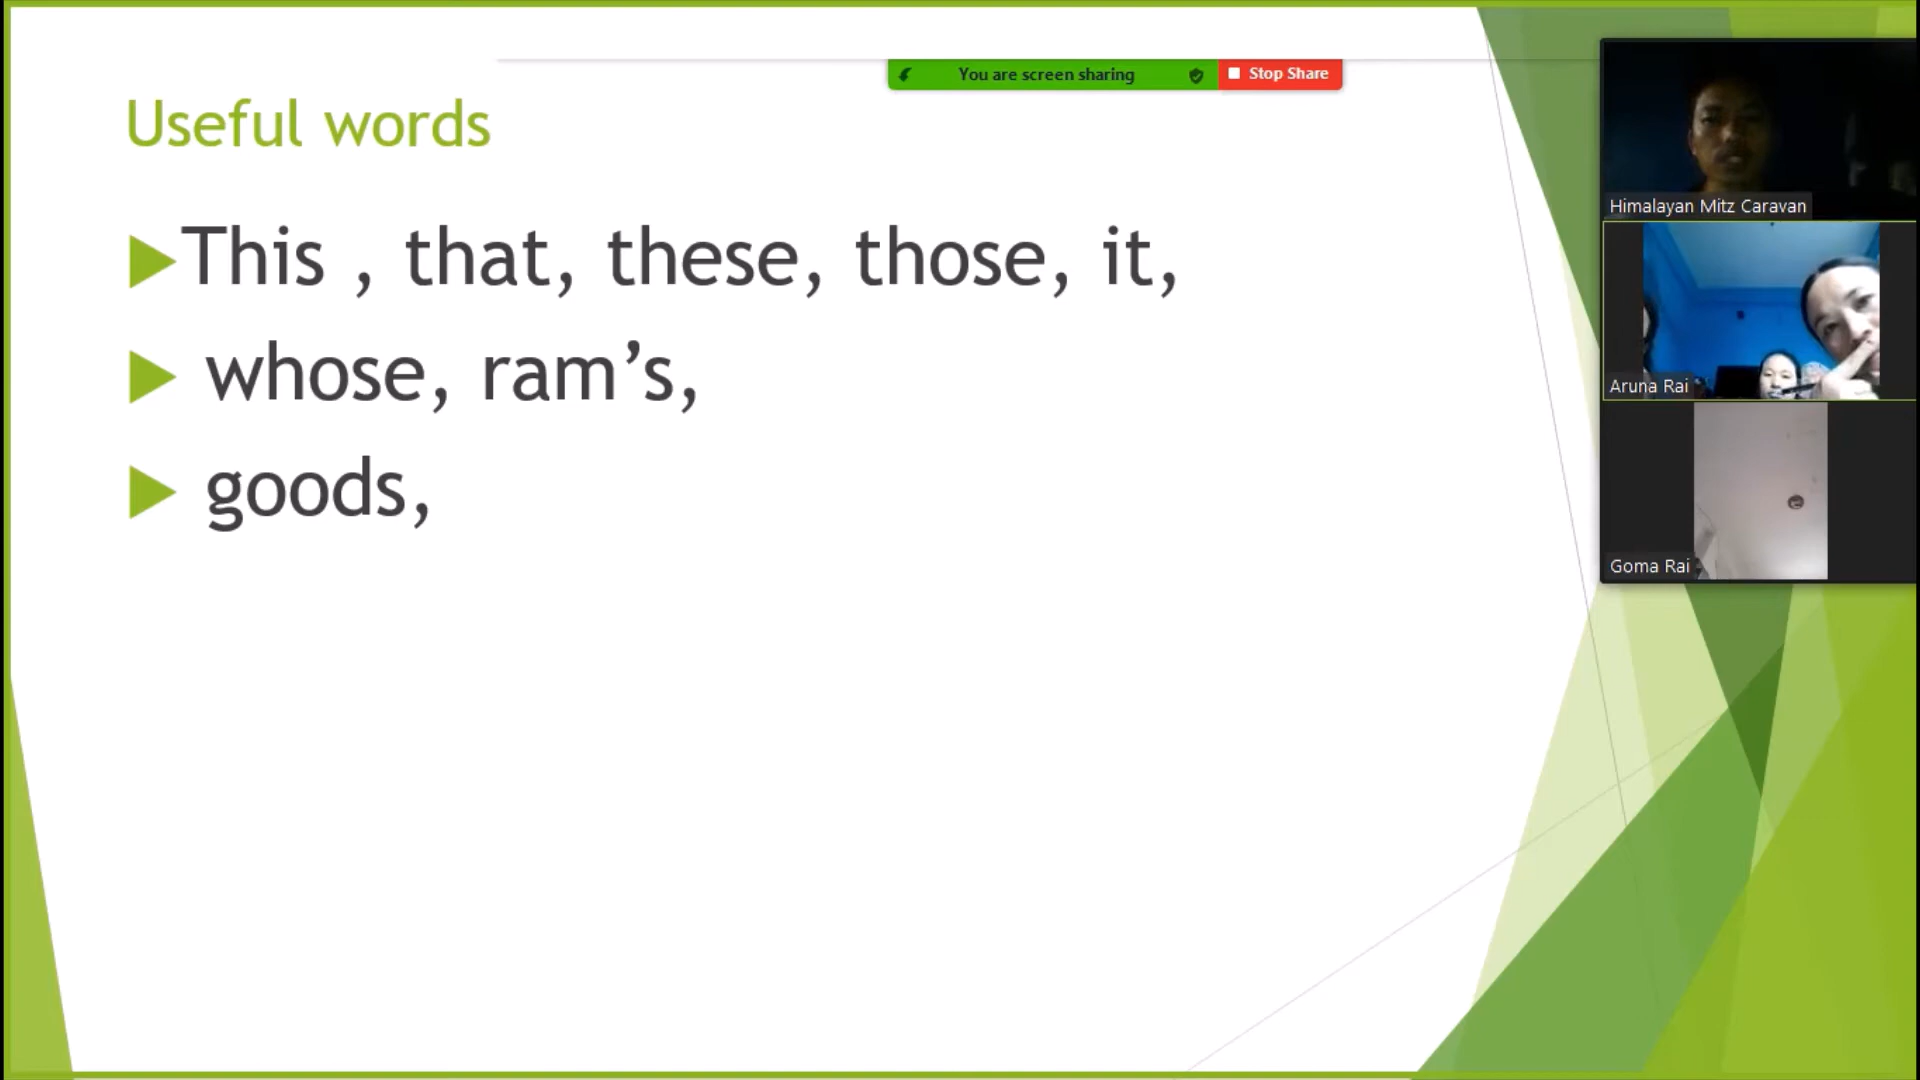 You are screen sharing
Stop Share
Useful words
This , that, these, those, it,
whose, ram’s,
goods,
Himalayan Mitz Caravan
Aruna Rai
Goma Rai